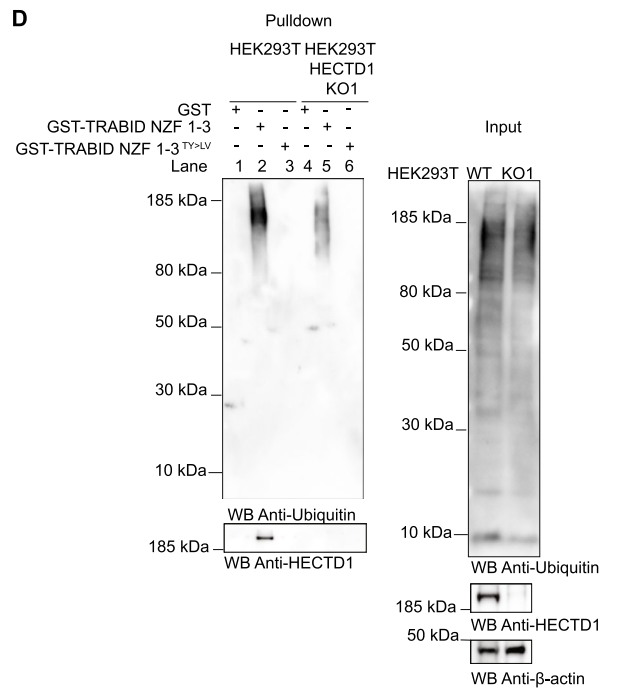 D
Pulldown
HEK293T HEK293T
HECTD1
KO1
GST + - - + - -
GST-TRABID NZF 1-3 - + - - + -
GST-TRABID NZF 1-3 TY>LV - - + - - +
Lane 1 2 3 4 5 6
185 kDa
80 kDa
50 kDa
30 kDa
10 kDa
WB Anti-Ubiquitin
185 kDa
WB Anti-HECTD1
Input
HEK293T WT KO1
185 kDa
80 kDa
50 kDa
30 kDa
10 kDa
WB Anti-Ubiquitin
185 kDa
WB Anti-HECTD1
50 kDa
WB Anti-β-actin